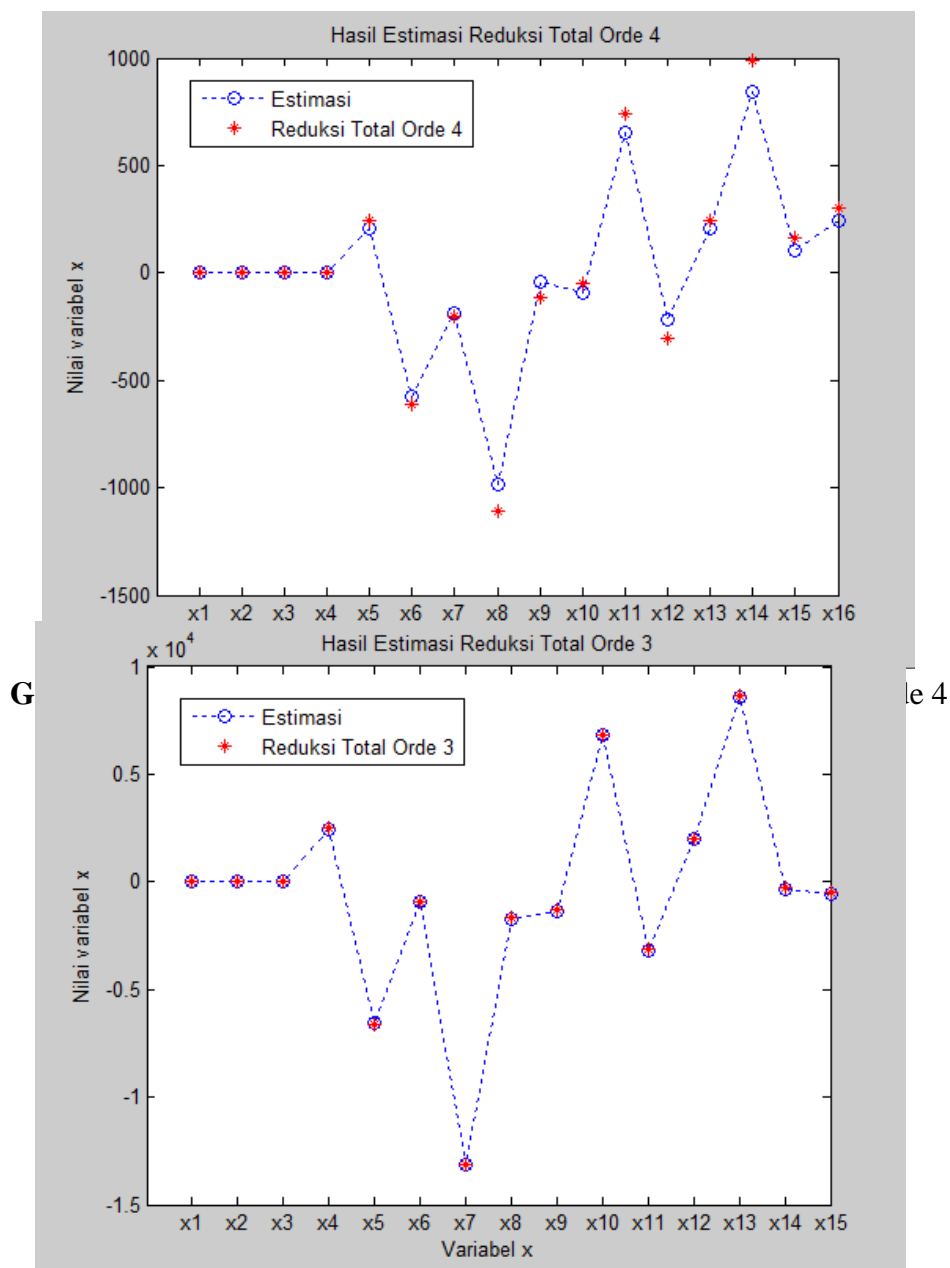 Hasil Estimasi Reduksi Total Orde 4
1000
500
0
-500
-1000
-1500
Nilai variabel x
Estimasi
Reduksi Total Orde 4
x1 x2 x3 x4 x5 x6 x7 x8 x9 x10 x11 x12 x13 x14 x15 x16
G
de 4
Hasil Estimasi Reduksi Total Orde 3
x 10^4
1
0.5
0
-0.5
-1
-1.5
Nilai variabel x
Estimasi
Reduksi Total Orde 3
x1 x2 x3 x4 x5 x6 x7 x8 x9 x10 x11 x12 x13 x14 x15
Variabel x